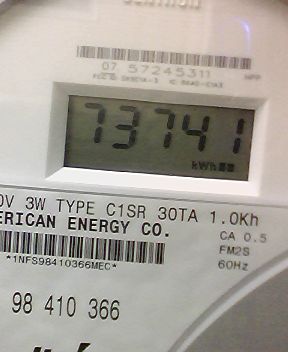 07 57245311
73741
kWh
0V 3W TYPE C1SR 30TA 1.0Kh
ERICAN ENERGY CO.
CA 0.5
FM2S
60Hz
*1NFS98410366MEC*
98 410 366